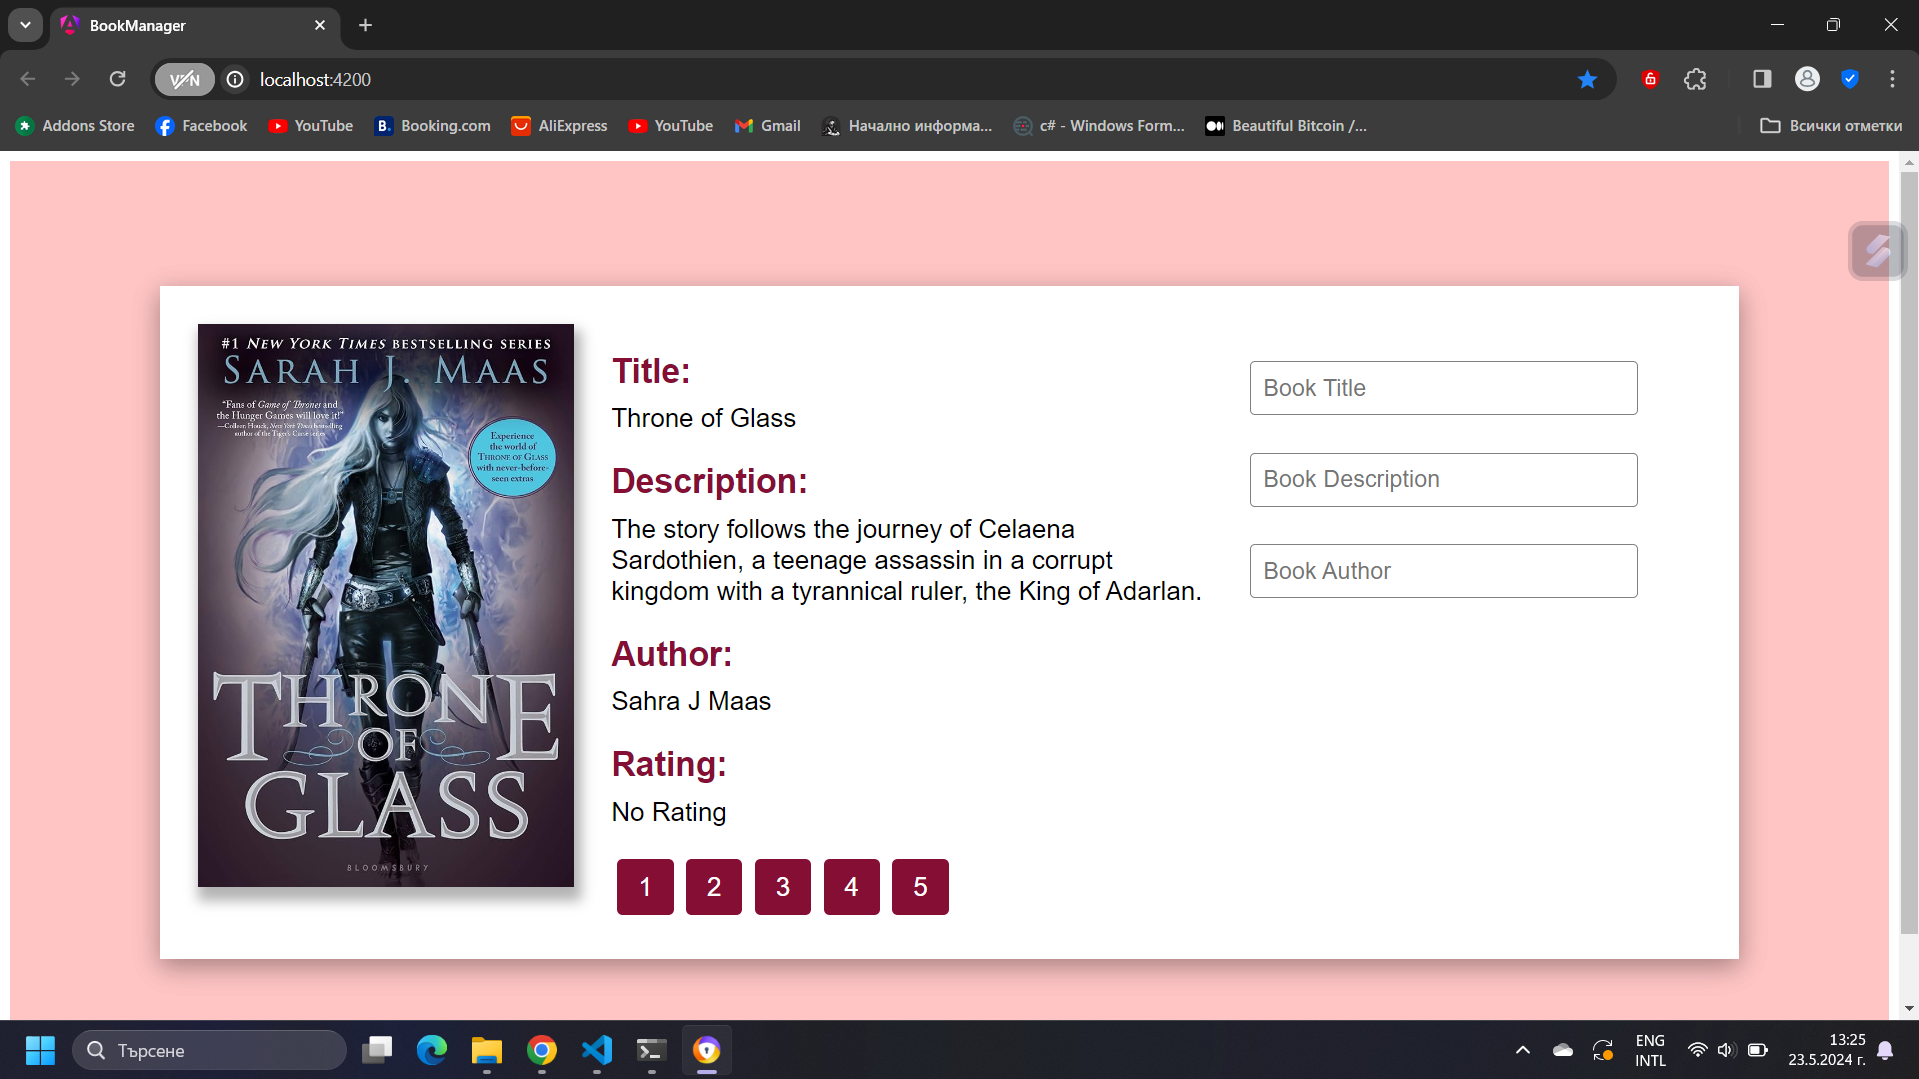 BookManager
VPN
localhost:4200
Addons Store
Facebook
YouTube
Booking.com
AliExpress
YouTube
Gmail
Начално информа...
c# - Windows Form...
Beautiful Bitcoin /...
Всички отметки
#1 NEW YORK TIMES BESTSELLING SERIES
SARAH J. MAAS
"Fans of Game of Thrones and
the Hunger Games will love it!"
—Colleen Houck, New York Times bestselling
author of the Tiger's Curse series
Experience
the world of
THRONE OF GLASS
with never-before-
seen extras
THRONE
OF
GLASS
BLOOMSBURY
Title:
Throne of Glass
Description:
The story follows the journey of Celaena
Sardothien, a teenage assassin in a corrupt
kingdom with a tyrannical ruler, the King of Adarlan.
Author:
Sahra J Maas
Rating:
No Rating
1 2 3 4 5
Book Title
Book Description
Book Author
Търсене
ENG
INTL
13:25
23.5.2024 г.